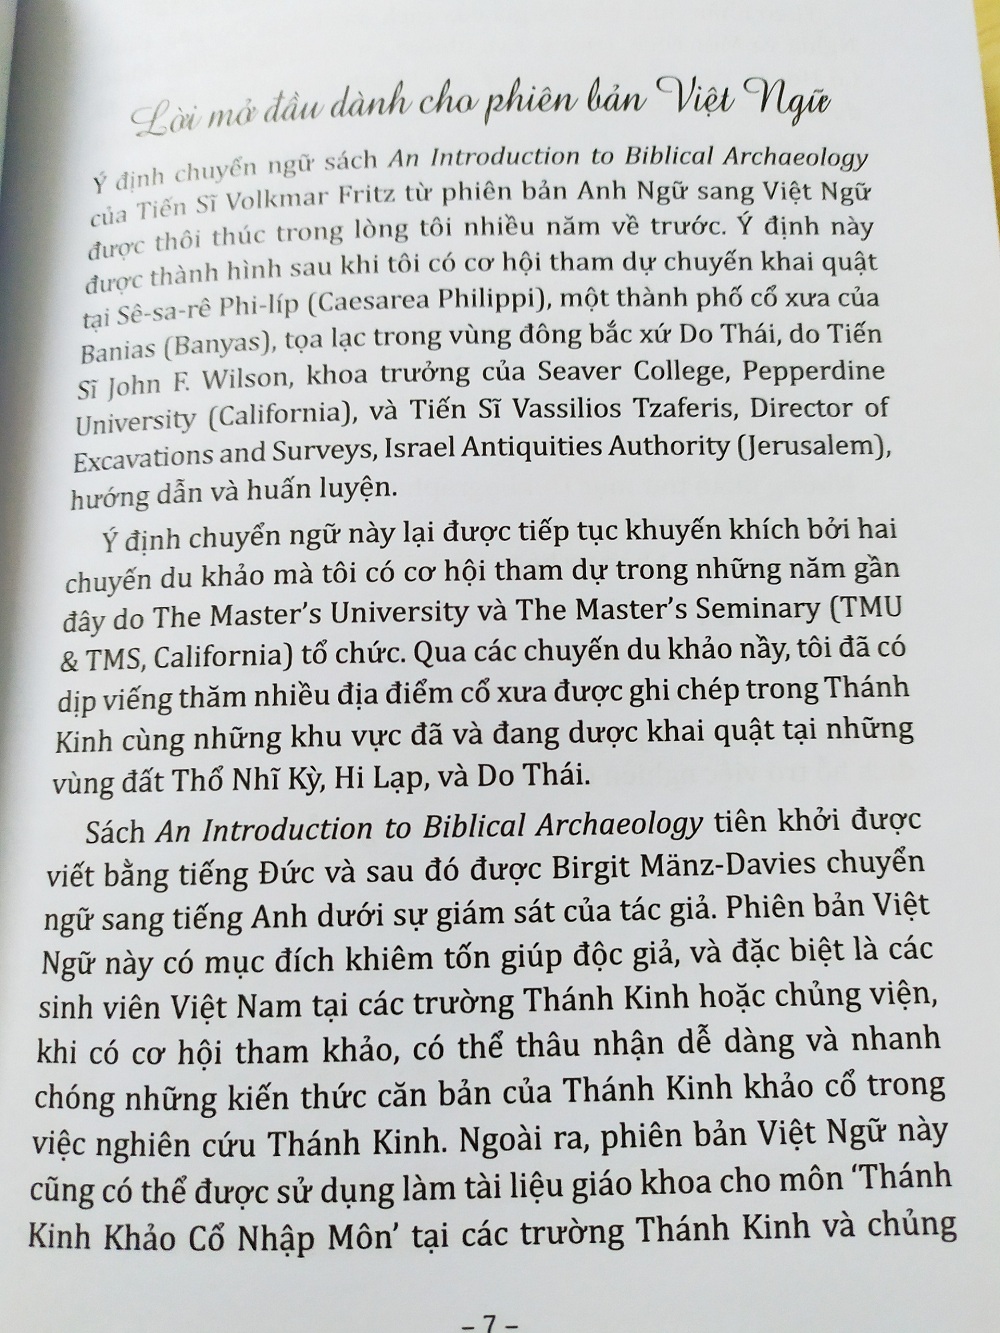 Lời mở đầu dành cho phiên bản Việt Ngữ
Ý định chuyển ngữ sách An Introduction to Biblical Archaeology
của Tiến Sĩ Volkmar Fritz từ phiên bản Anh Ngữ sang Việt Ngữ
được thôi thúc trong lòng tôi nhiều năm về trước. Ý định này
được thành hình sau khi tôi có cơ hội tham dự chuyến khai quật
tại Sê-sa-rê Phi-líp (Caesarea Philippi), một thành phố cổ xưa của
Banias (Banyas), tọa lạc trong vùng đông bắc xứ Do Thái, do Tiến
Sĩ John F. Wilson, khoa trưởng của Seaver College, Pepperdine
University (California), và Tiến Sĩ Vassilios Tzaferis, Director of
Excavations and Surveys, Israel Antiquities Authority (Jerusalem),
hướng dẫn và huấn luyện.
Ý định chuyển ngữ này lại được tiếp tục khuyến khích bởi hai
chuyến du khảo mà tôi có cơ hội tham dự trong những năm gần
đây do The Master's University và The Master's Seminary (TMU
& TMS, California) tổ chức. Qua các chuyến du khảo nầy, tôi đã có
dịp viếng thăm nhiều địa điểm cổ xưa được ghi chép trong Thánh
Kinh cùng những khu vực đã và đang dược khai quật tại những
vùng đất Thổ Nhĩ Kỳ, Hi Lạp, và Do Thái.
Sách An Introduction to Biblical Archaeology tiên khởi được
viết bằng tiếng Đức và sau đó được Birgit Mänz-Davies chuyển
ngữ sang tiếng Anh dưới sự giám sát của tác giả. Phiên bản Việt
Ngữ này có mục đích khiêm tốn giúp độc giả, và đặc biệt là các
sinh viên Việt Nam tại các trường Thánh Kinh hoặc chủng viện,
khi có cơ hội tham khảo, có thể thâu nhận dễ dàng và nhanh
chóng những kiến thức căn bản của Thánh Kinh khảo cổ trong
việc nghiên cứu Thánh Kinh. Ngoài ra, phiên bản Việt Ngữ này
cũng có thể được sử dụng làm tài liệu giáo khoa cho môn 'Thánh
Kinh Khảo Cổ Nhập Môn' tại các trường Thánh Kinh và chủng
– 7 –